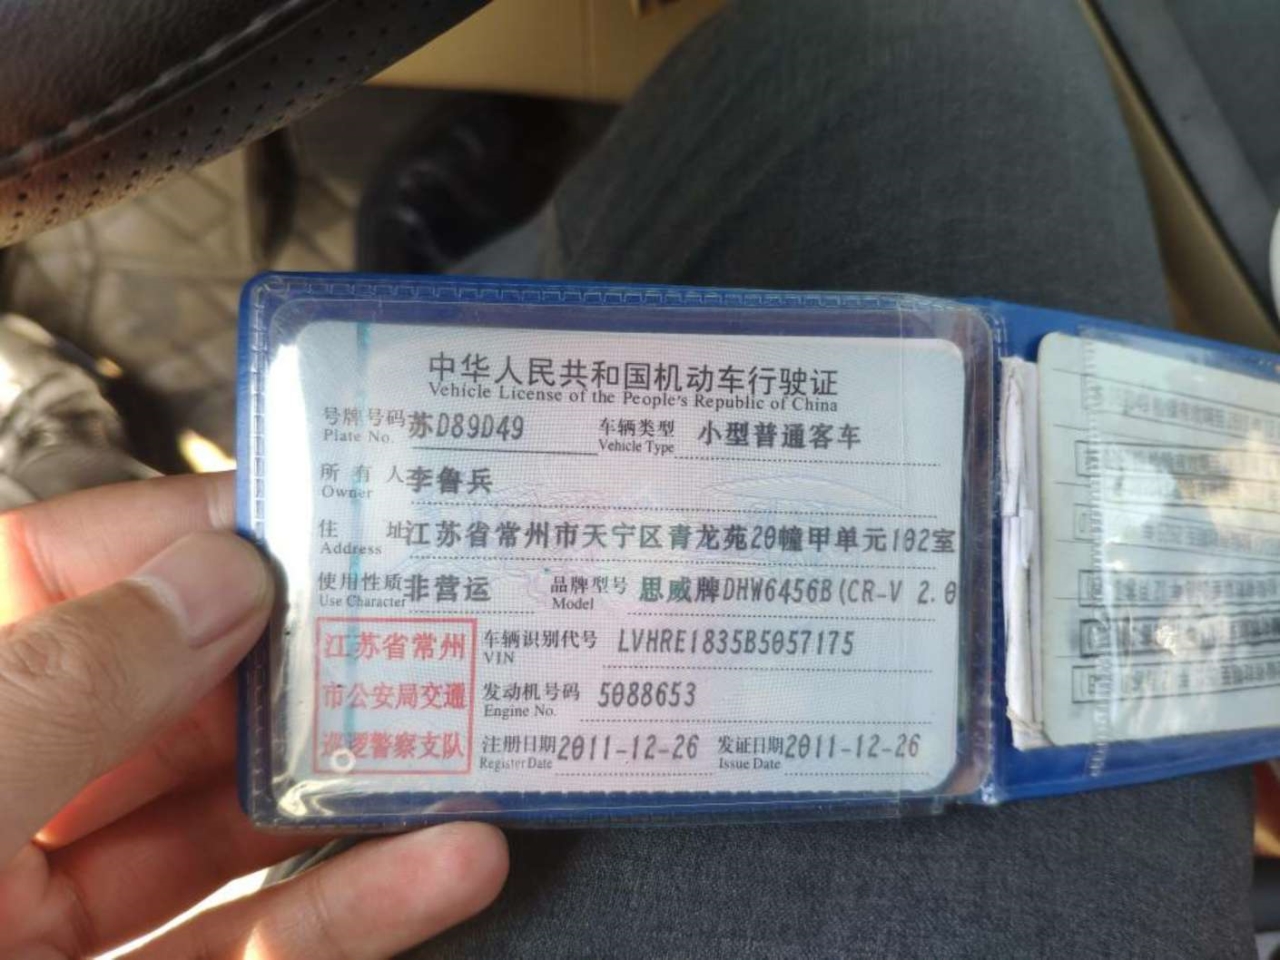 中华人民共和国机动车行驶证
Vehicle License of the People's Republic of China
号牌号码 苏D89D49 车辆类型 小型普通客车
Plate No. Vehicle Type
所有人 李鲁兵
Owner
住址 江苏省常州市天宁区青龙苑20幢甲单元102室
Address
使用性质 非营运 品牌型号 思威牌DHW6456B(CR-V 2.0
Use Character Model
江苏省常州 车辆识别代号 LVHRE1835B5057175
VIN
市公安局交通 发动机号码 5088653
Engine No.
巡逻警察支队 注册日期 2011-12-26 发证日期 2011-12-26
Register Date Issue Date